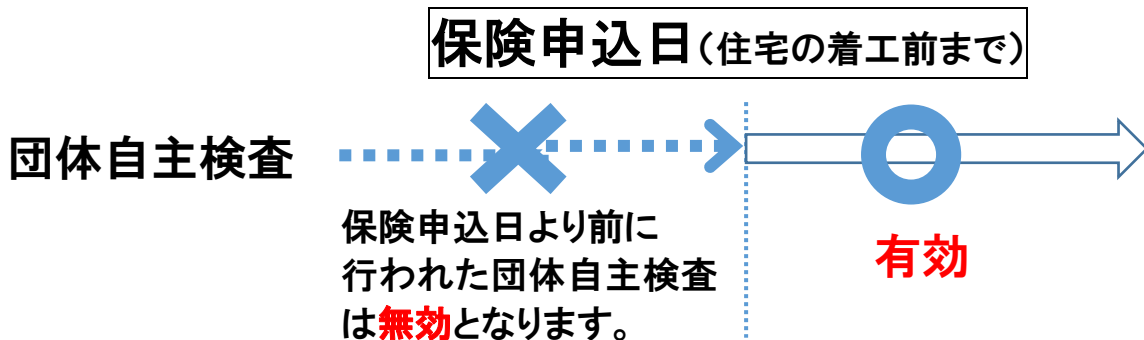 保険申込日(住宅の着工前まで)
団体自主検査
保険申込日より前に
行われた団体自主検査
は無効となります。
有効